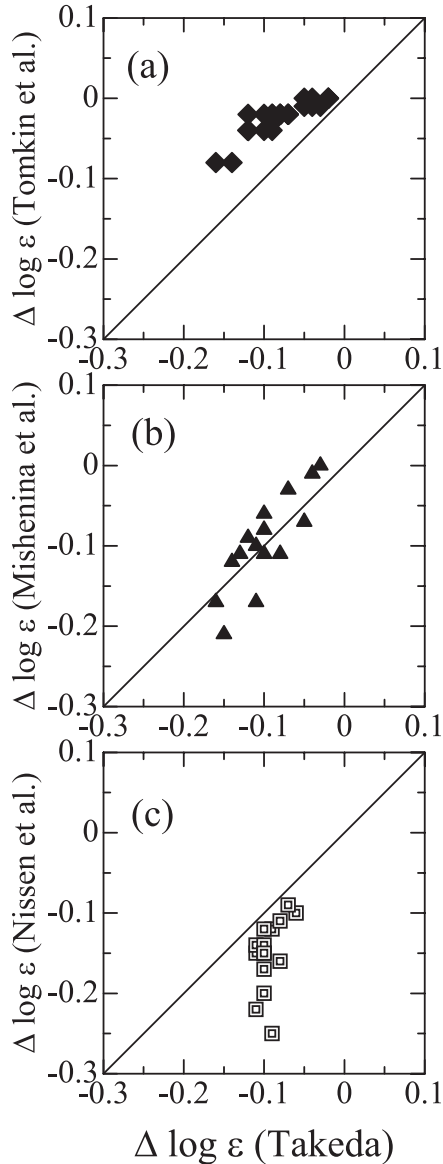 0.1
(a)
0
-0.1
-0.2
-0.3
Δ log ε (Tomkin et al.)
-0.3 -0.2 -0.1 0 0.1
0.1
(b)
0
-0.1
-0.2
-0.3
Δ log ε (Mishenina et al.)
-0.3 -0.2 -0.1 0 0.1
0.1
(c)
0
-0.1
-0.2
-0.3
Δ log ε (Nissen et al.)
-0.3 -0.2 -0.1 0 0.1
Δ log ε (Takeda)